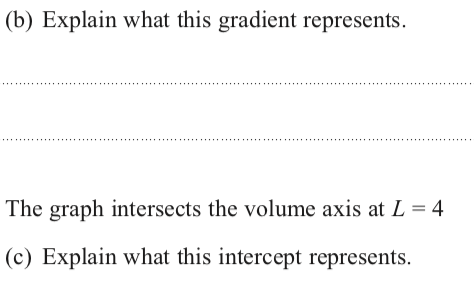 (b) Explain what this gradient represents.
The graph intersects the volume axis at L = 4
(c) Explain what this intercept represents.